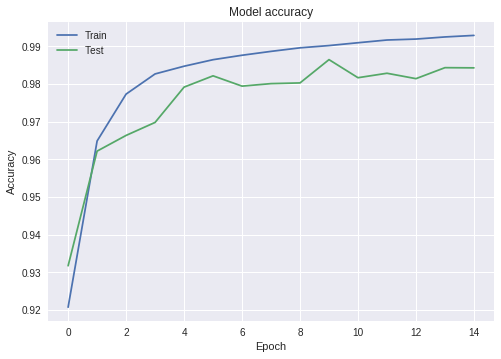 Model accuracy
Train
Test
0.99
0.98
0.97
0.96
0.95
0.94
0.93
0.92
Accuracy
0 2 4 6 8 10 12 14
Epoch